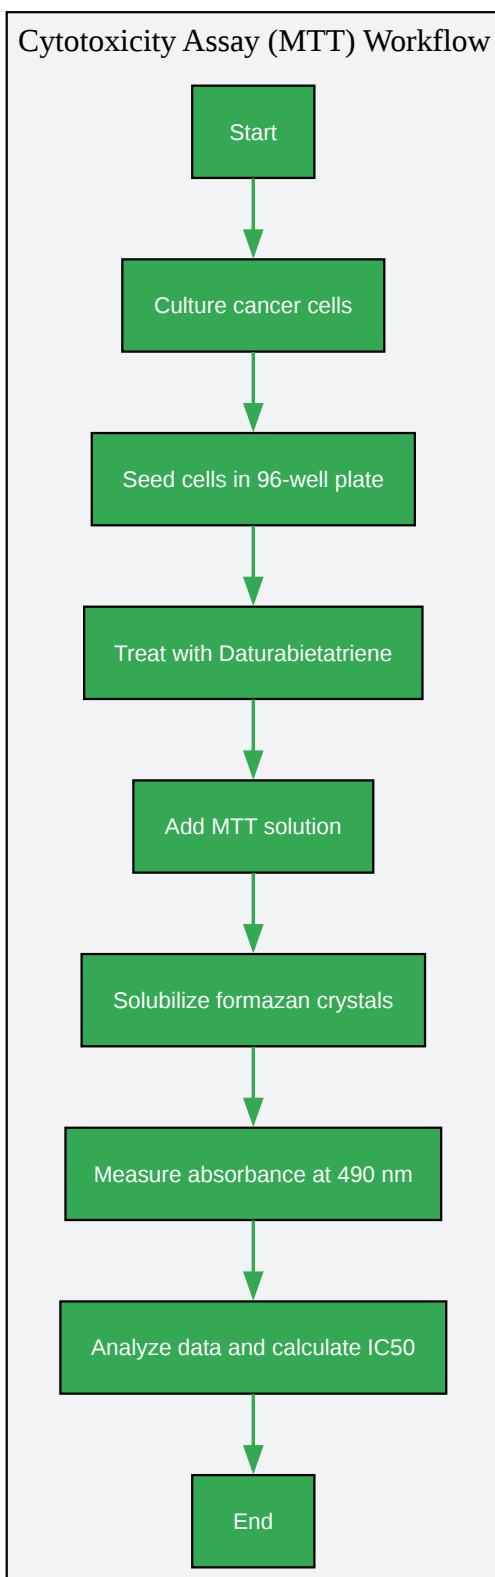 Cytotoxicity Assay (MTT) Workflow
Start
Culture cancer cells
Seed cells in 96-well plate
Treat with Daturabietatriene
Add MTT solution
Solubilize formazan crystals
Measure absorbance at 490 nm
Analyze data and calculate IC50
End